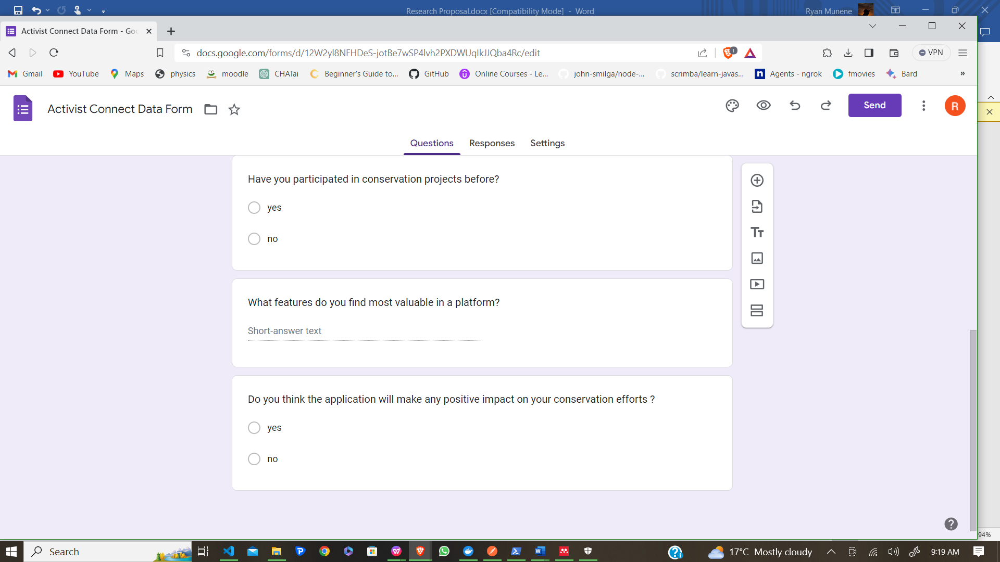 Research Proposal.docx [Compatibility Mode] - Word
Ryan Munene
Activist Connect Data Form - Goo
docs.google.com/forms/d/12W2yl8NFHDeS-jotBe7wSP4lvh2PXDWUqIkJJQba4Rc/edit
1
VPN
Gmail
YouTube
Maps
physics
moodle
CHATai
Beginner's Guide to...
GitHub
Online Courses - Le...
john-smilga/node-...
scrimba/learn-javas...
Agents - ngrok
fmovies
Bard
»
Activist Connect Data Form
Send
R
Questions
Responses
Settings
Have you participated in conservation projects before?
yes
no
What features do you find most valuable in a platform?
Short-answer text
Do you think the application will make any positive impact on your conservation efforts ?
yes
no
94%
Search
17°C Mostly cloudy
9:19 AM